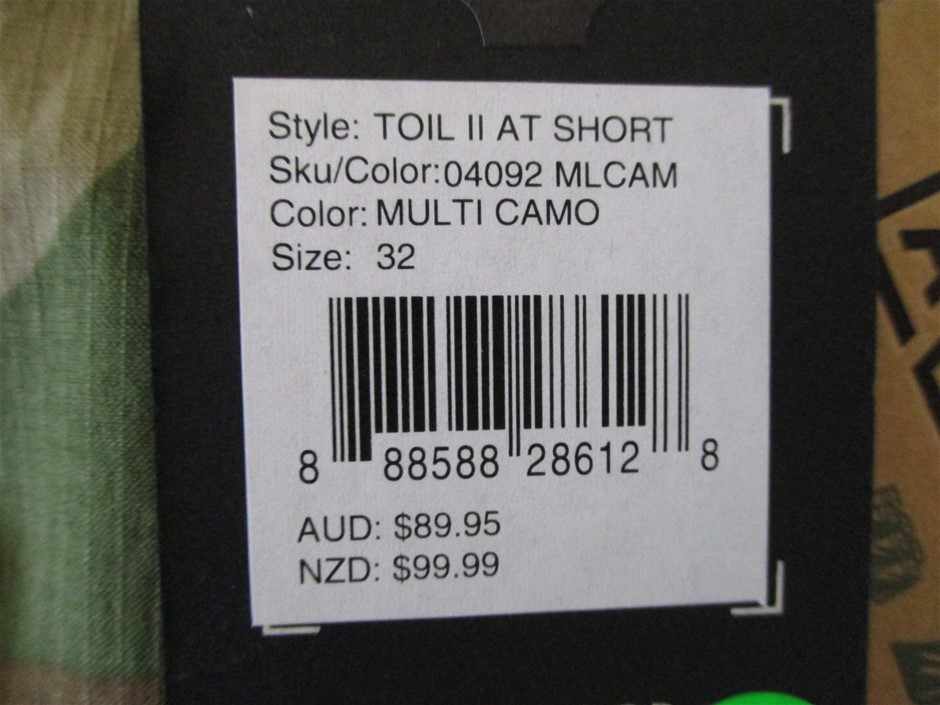 Style: TOIL II AT SHORT
Sku/Color:04092 MLCAM
Color: MULTI CAMO
Size: 32
8 88588 28612 8
AUD: $89.95
NZD: $99.99